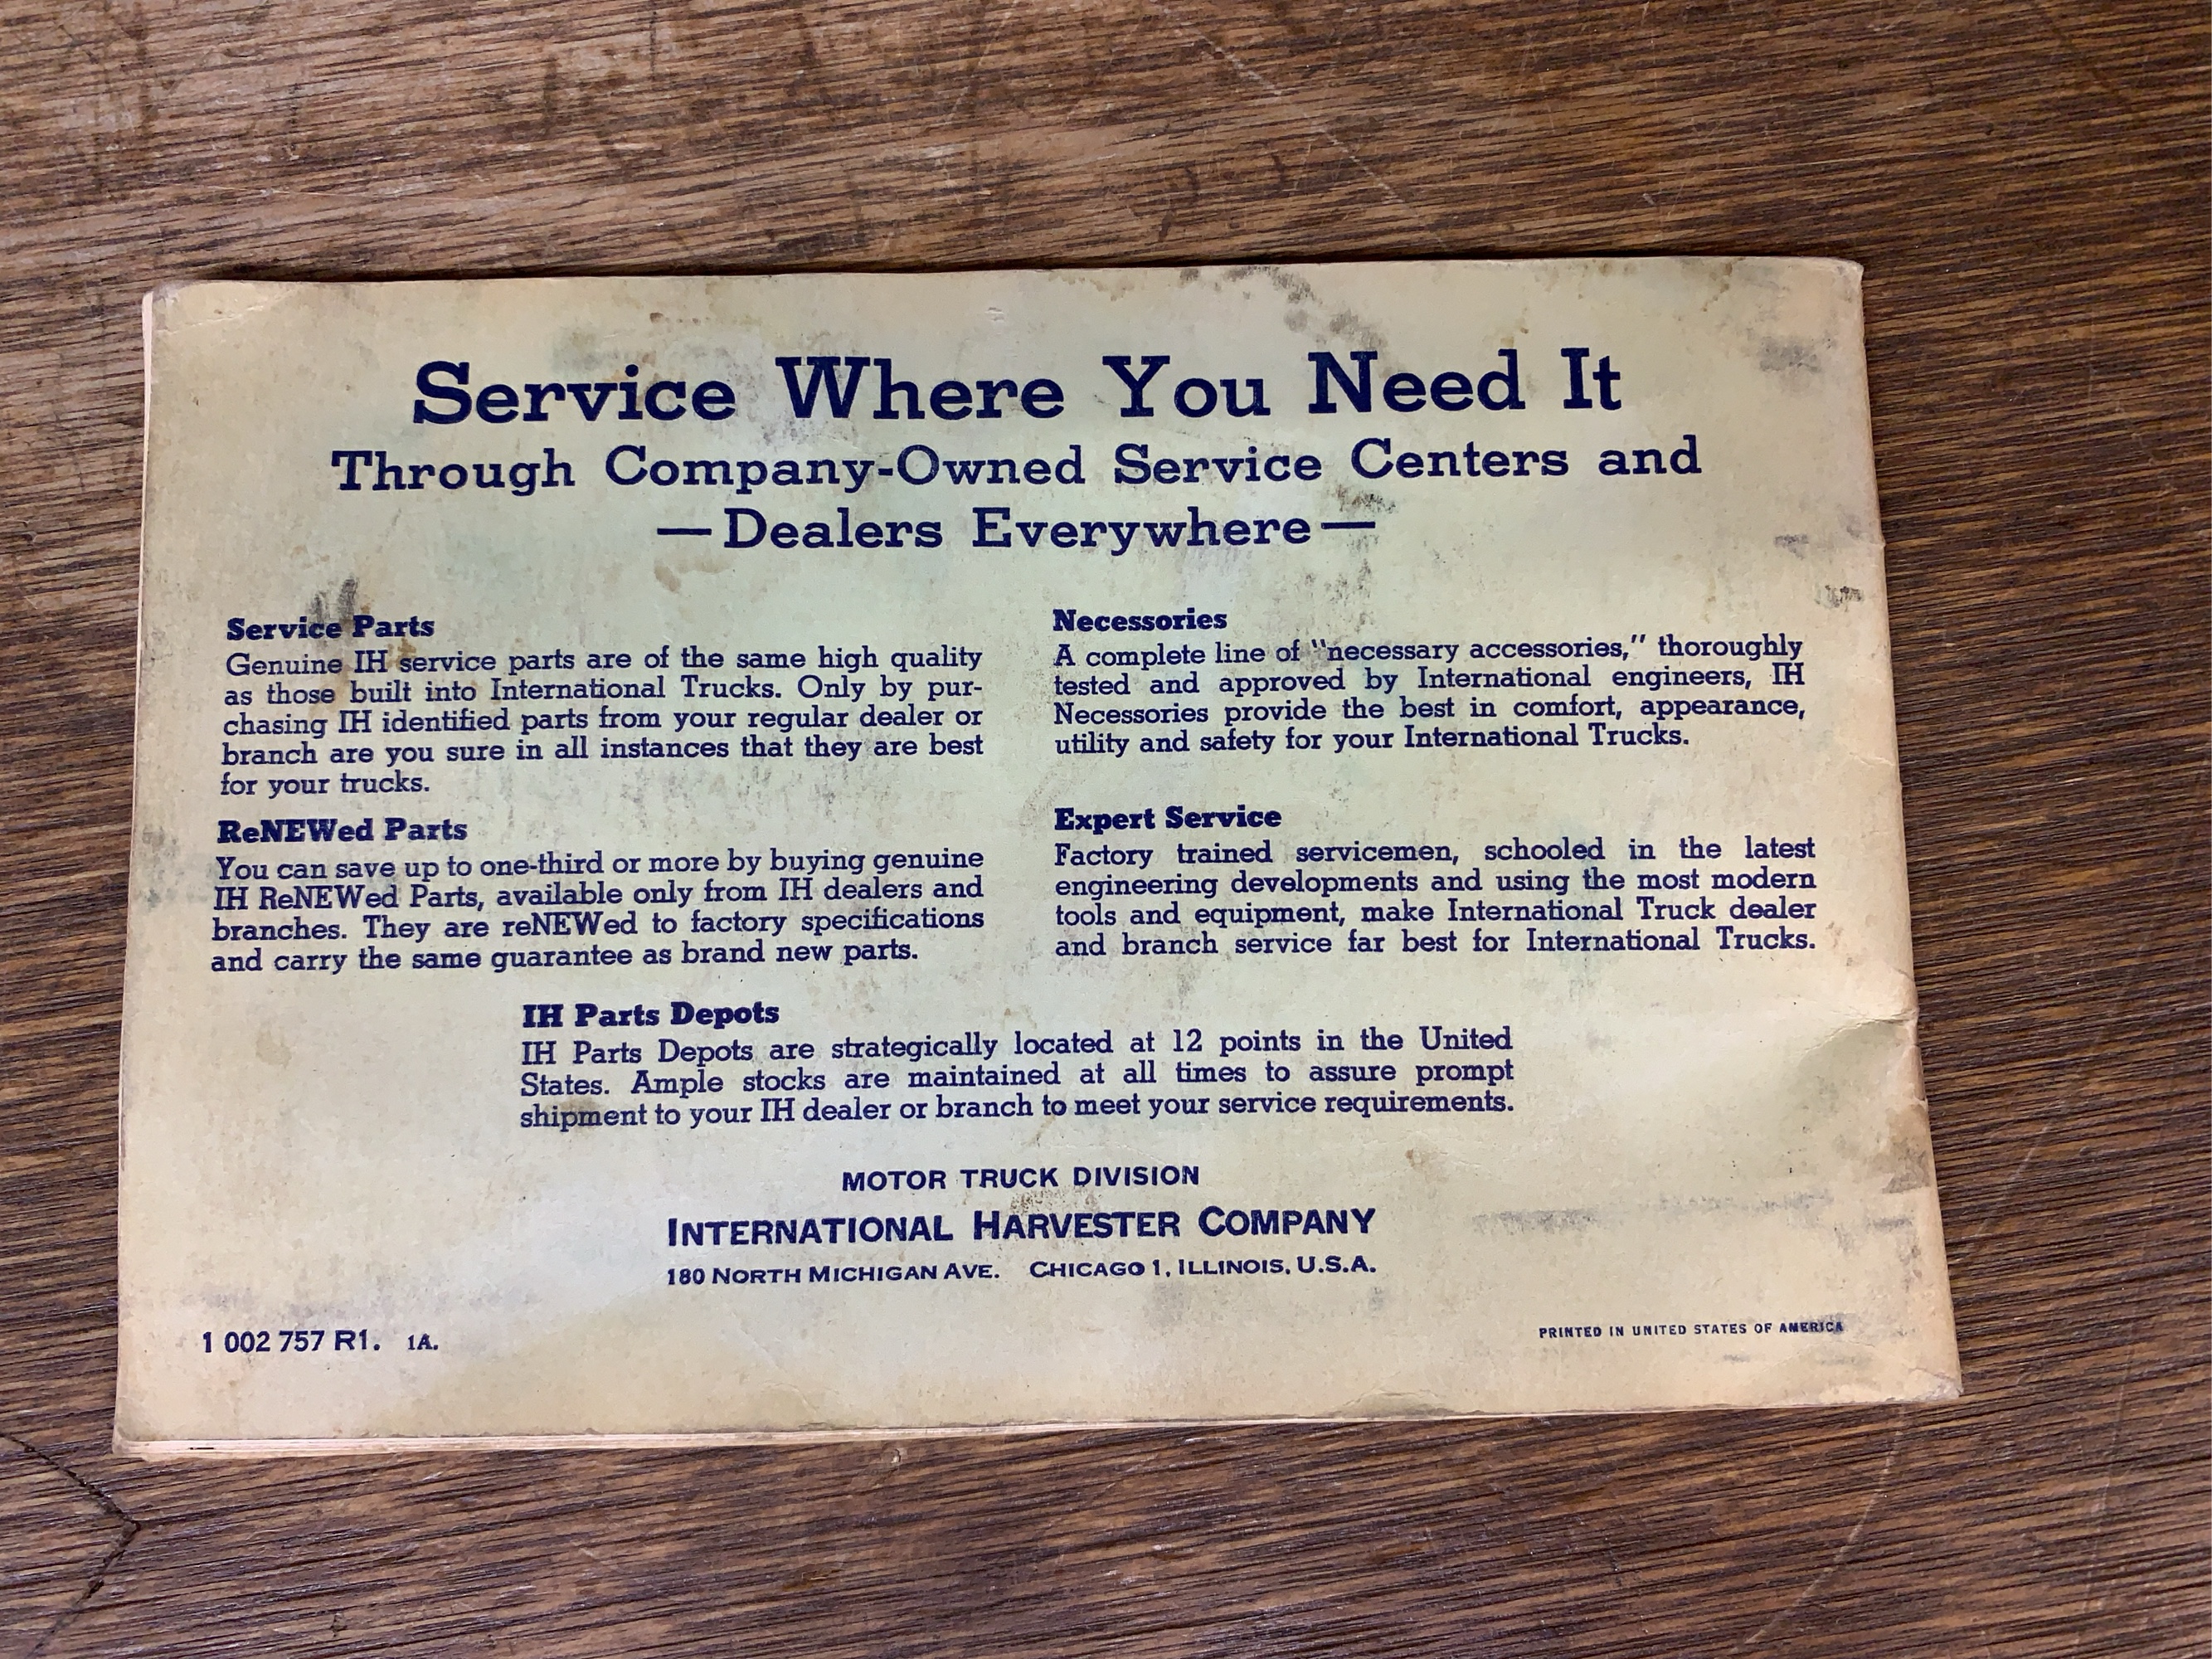 Service Where You Need It
Through Company-Owned Service Centers and
—Dealers Everywhere—
Service Parts
Genuine IH service parts are of the same high quality
as those built into International Trucks. Only by pur-
chasing IH identified parts from your regular dealer or
branch are you sure in all instances that they are best
for your trucks.
ReNEWed Parts
You can save up to one-third or more by buying genuine
IH ReNEWed Parts, available only from IH dealers and
branches. They are reNEWed to factory specifications
and carry the same guarantee as brand new parts.
Necessories
A complete line of "necessary accessories," thoroughly
tested and approved by International engineers, IH
Necessories provide the best in comfort, appearance,
utility and safety for your International Trucks.
Expert Service
Factory trained servicemen, schooled in the latest
engineering developments and using the most modern
tools and equipment, make International Truck dealer
and branch service far best for International Trucks.
IH Parts Depots
IH Parts Depots are strategically located at 12 points in the United
States. Ample stocks are maintained at all times to assure prompt
shipment to your IH dealer or branch to meet your service requirements.
MOTOR TRUCK DIVISION
INTERNATIONAL HARVESTER COMPANY
180 NORTH MICHIGAN AVE. CHICAGO 1, ILLINOIS, U.S.A.
1 002 757 R1. 1A.
PRINTED IN UNITED STATES OF AMERICA